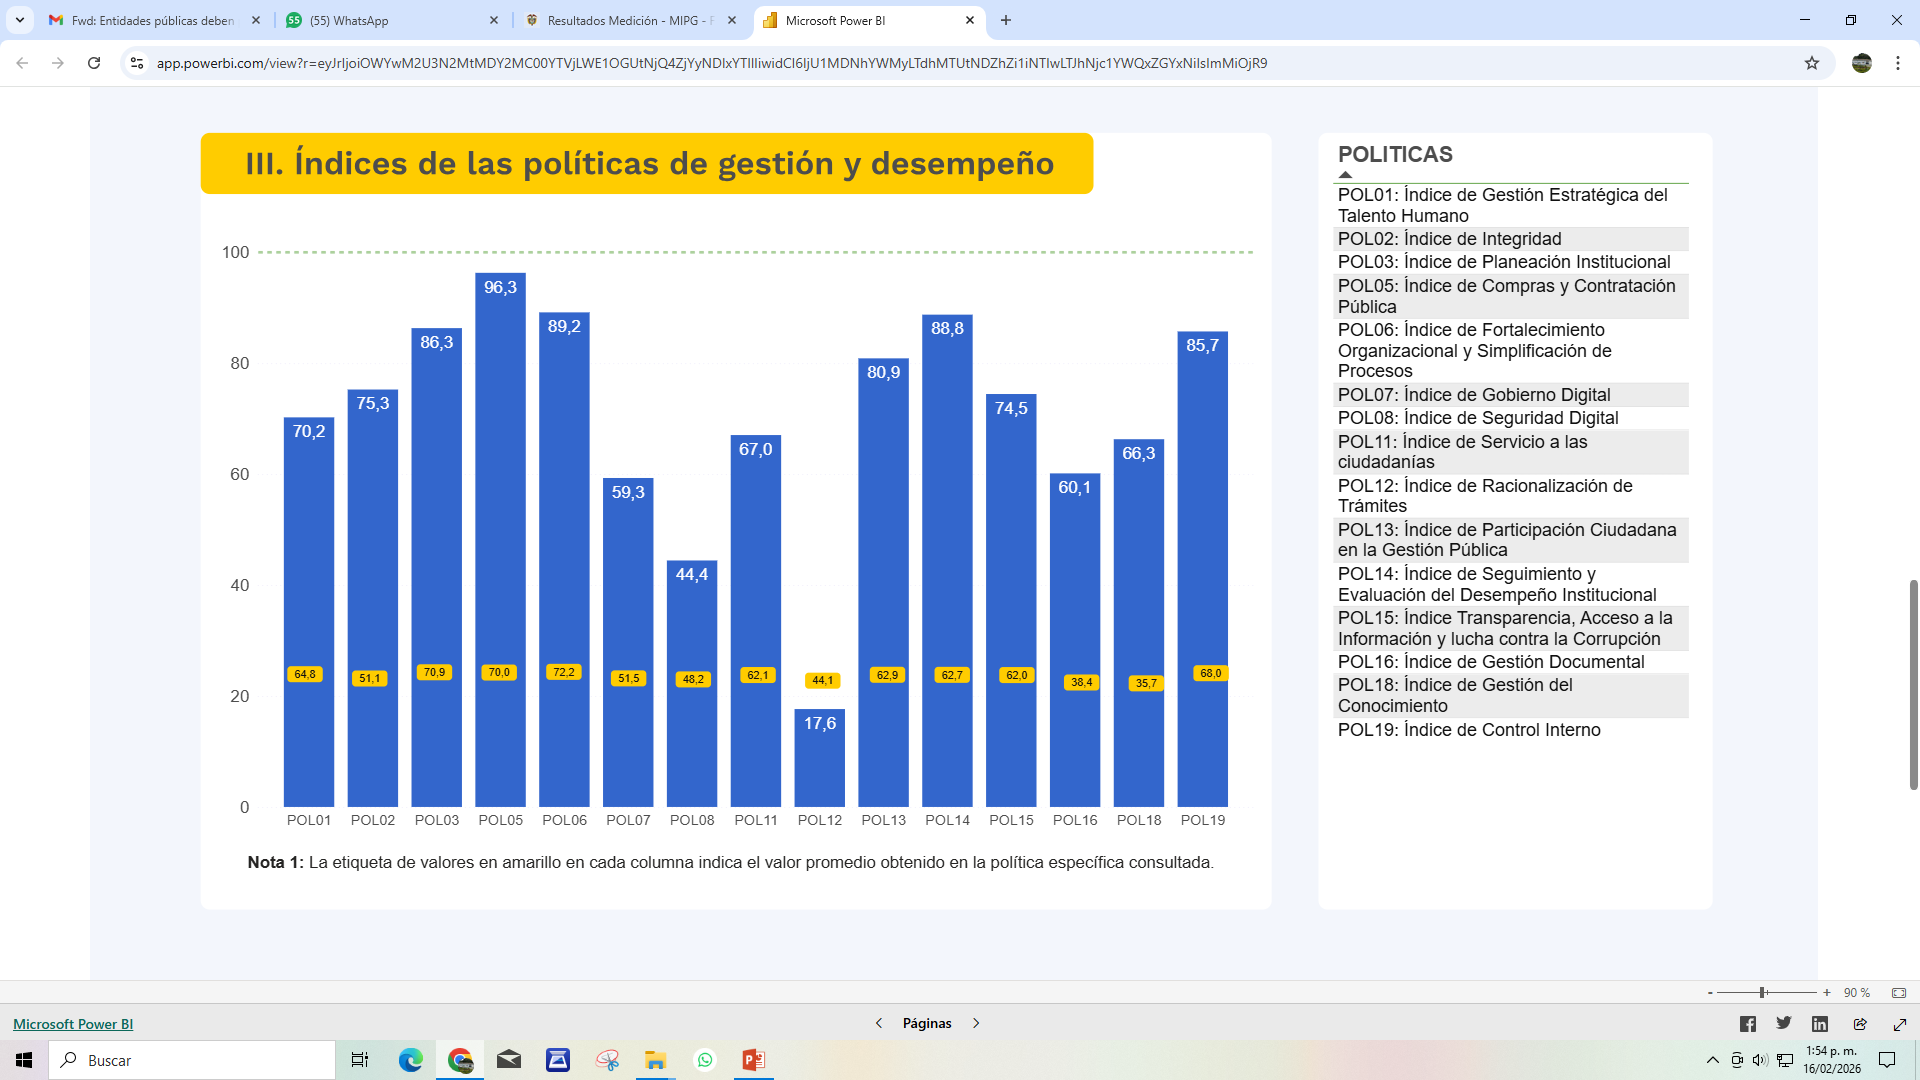 Fwd: Entidades públicas deben
(55) WhatsApp
Resultados Medición - MIPG - F
Microsoft Power BI
III. Índices de las políticas de gestión y desempeño
100
80
60
40
20
0
70,2
75,3
86,3
96,3
89,2
59,3
44,4
67,0
17,6
80,9
88,8
74,5
60,1
66,3
85,7
64,8
51,1
70,9
70,0
72,2
51,5
48,2
62,1
44,1
62,9
62,7
62,0
38,4
35,7
68,0
POL01
POL02
POL03
POL05
POL06
POL07
POL08
POL11
POL12
POL13
POL14
POL15
POL16
POL18
POL19
Nota 1: La etiqueta de valores en amarillo en cada columna indica el valor promedio obtenido en la política específica consultada.
POLITICAS
POL01: Índice de Gestión Estratégica del
Talento Humano
POL02: Índice de Integridad
POL03: Índice de Planeación Institucional
POL05: Índice de Compras y Contratación
Pública
POL06: Índice de Fortalecimiento
Organizacional y Simplificación de
Procesos
POL07: Índice de Gobierno Digital
POL08: Índice de Seguridad Digital
POL11: Índice de Servicio a las
ciudadanías
POL12: Índice de Racionalización de
Trámites
POL13: Índice de Participación Ciudadana
en la Gestión Pública
POL14: Índice de Seguimiento y
Evaluación del Desempeño Institucional
POL15: Índice Transparencia, Acceso a la
Información y lucha contra la Corrupción
POL16: Índice de Gestión Documental
POL18: Índice de Gestión del
Conocimiento
POL19: Índice de Control Interno
- + 90 %
Microsoft Power BI
Páginas
Buscar
1:54 p. m.
16/02/2026